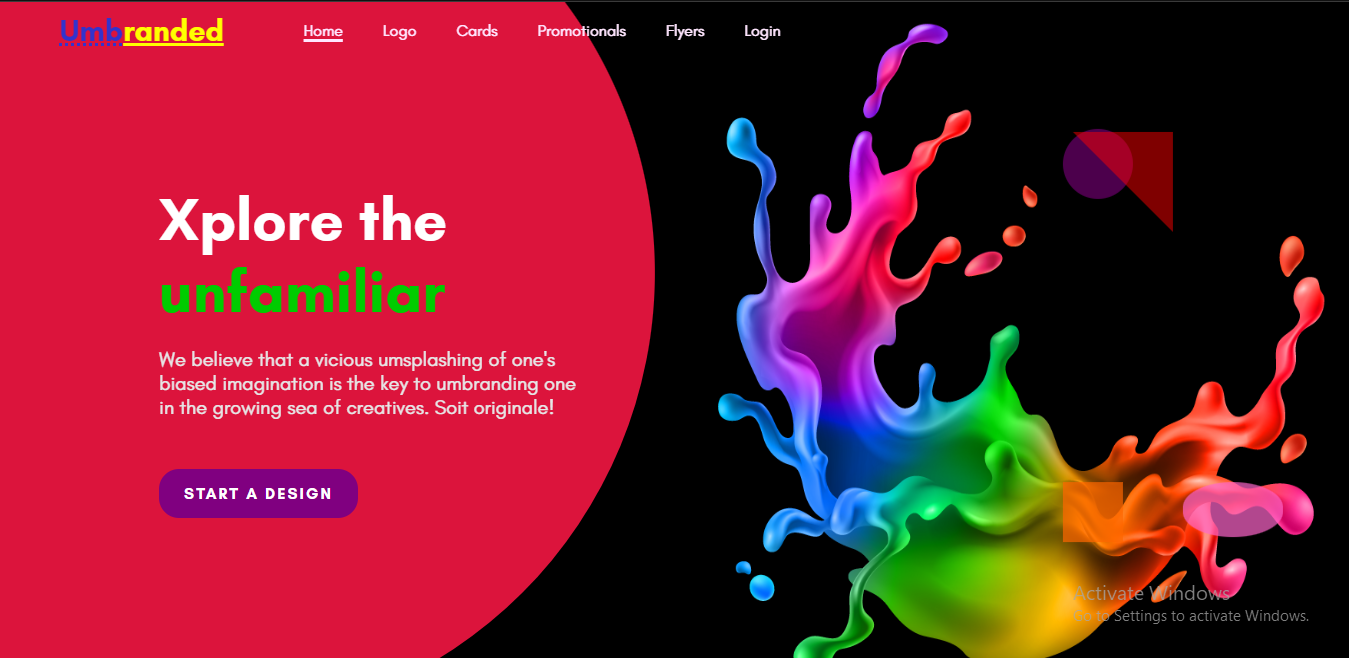 Umbranded
Home Logo Cards Promotionals Flyers Login
Xplore the
unfamiliar
We believe that a vicious umsplashing of one's
biased imagination is the key to umbranding one
in the growing sea of creatives. Soit originale!
START A DESIGN
Activate Windows
Go to Settings to activate Windows.